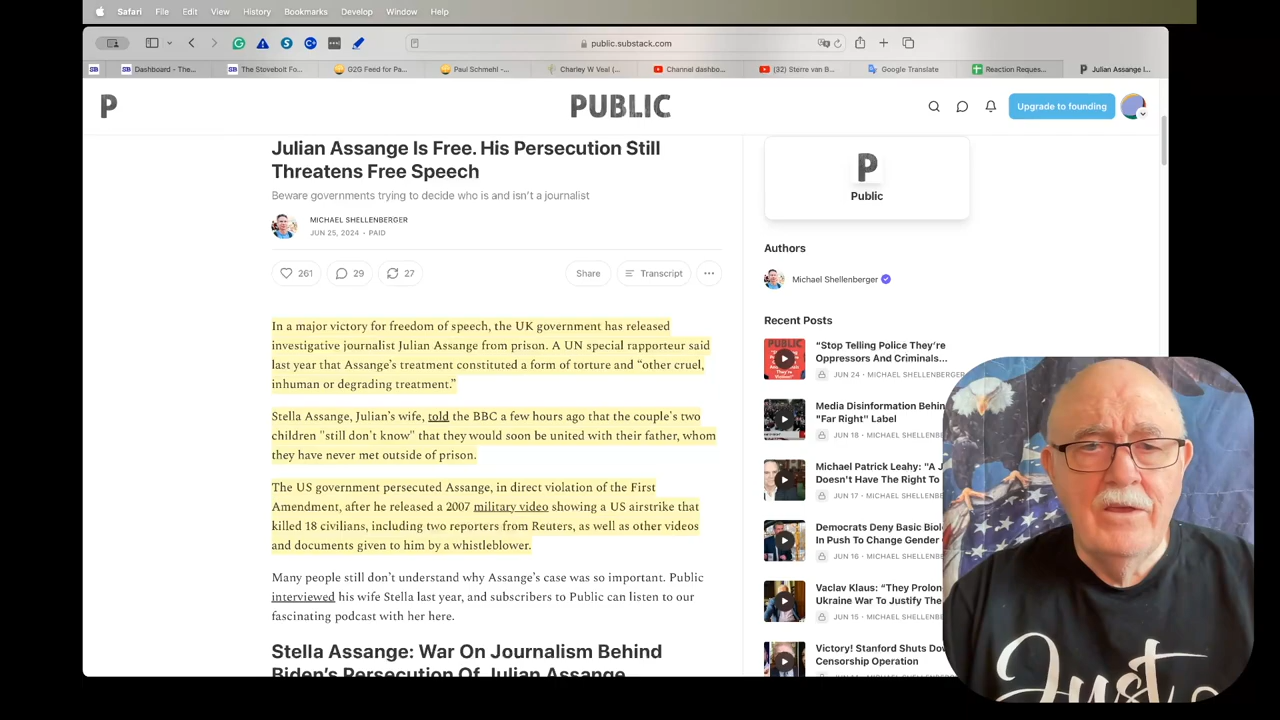 Safari File Edit View History Bookmarks Develop Window Help
public.substack.com
Dashboard - The... The Stovebolt Fo... G2G Feed for Pa... Paul Schmehl -... Charley W Veal (... Channel dashbo... (32) Sterre van B... Google Translate Reaction Reques... Julian Assange I...
P PUBLIC Upgrade to founding
Julian Assange Is Free. His Persecution Still
Threatens Free Speech
Beware governments trying to decide who is and isn't a journalist
MICHAEL SHELLENBERGER
JUN 25, 2024 • PAID
261 29 27 Share Transcript
In a major victory for freedom of speech, the UK government has released
investigative journalist Julian Assange from prison. A UN special rapporteur said
last year that Assange's treatment constituted a form of torture and “other cruel,
inhuman or degrading treatment.”
Stella Assange, Julian's wife, told the BBC a few hours ago that the couple's two
children "still don't know" that they would soon be united with their father, whom
they have never met outside of prison.
The US government persecuted Assange, in direct violation of the First
Amendment, after he released a 2007 military video showing a US airstrike that
killed 18 civilians, including two reporters from Reuters, as well as other videos
and documents given to him by a whistleblower.
Many people still don't understand why Assange's case was so important. Public
interviewed his wife Stella last year, and subscribers to Public can listen to our
fascinating podcast with her here.
Stella Assange: War On Journalism Behind
Biden's Persecution Of Julian Assange
P
Public
Authors
Michael Shellenberger
Recent Posts
“Stop Telling Police They're
Oppressors And Criminals...
JUN 24 • MICHAEL SHELLENBERGER
Media Disinformation Behin
"Far Right" Label
JUN 18 • MICHAEL SHELLENBE
Michael Patrick Leahy: "A J
Doesn't Have The Right To
JUN 17 • MICHAEL SHELLENB
Democrats Deny Basic Biol
In Push To Change Gender
JUN 16 • MICHAEL SHELLENB
Vaclav Klaus: “They Prolon
Ukraine War To Justify The
JUN 15 • MICHAEL SHELLENB
Victory! Stanford Shuts Dow
Censorship Operation
Just